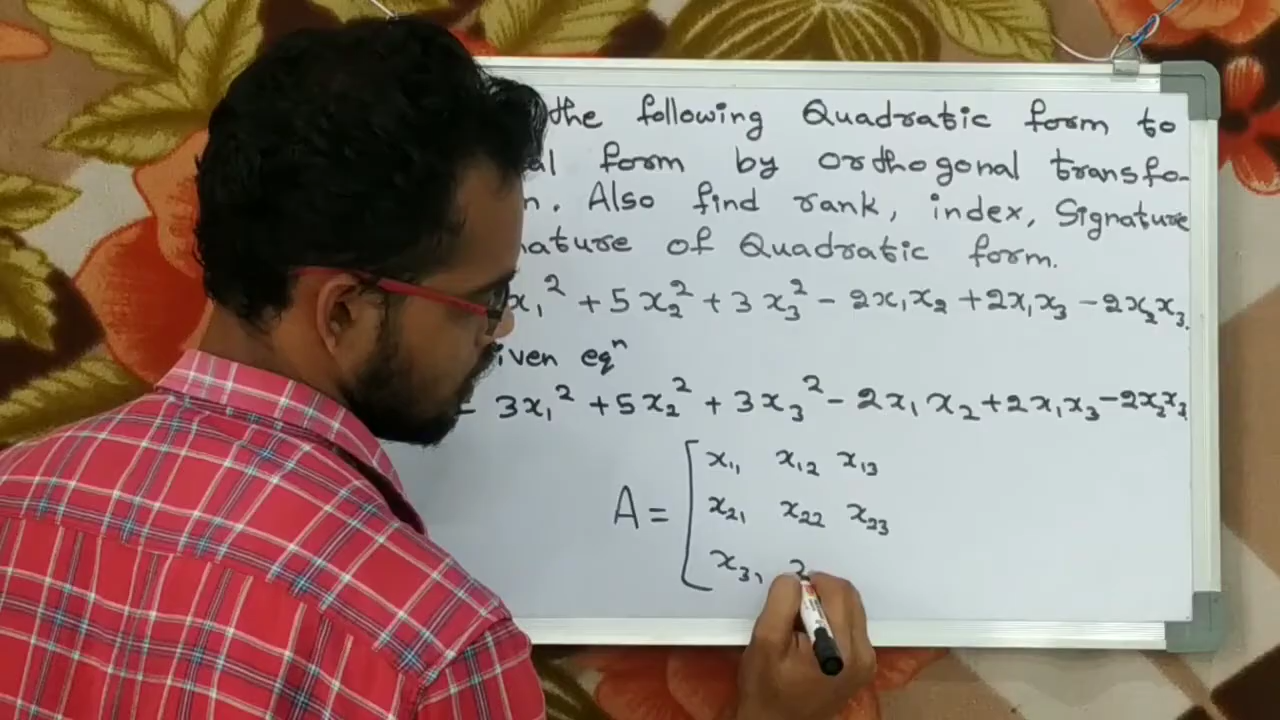 the following Quadratic form to
al form by orthogonal transfo-
n. Also find rank, index, Signature
ature of Quadratic form.
x₁² + 5x₂² + 3x₃² - 2x₁x₂ + 2x₁x₃ - 2x₂x₃.
iven eqⁿ
- 3x₁² + 5x₂² + 3x₃² - 2x₁x₂ + 2x₁x₃ - 2x₂x₃
x₁₁ x₁₂ x₁₃
A = [ x₂₁ x₂₂ x₂₃
x₃₁